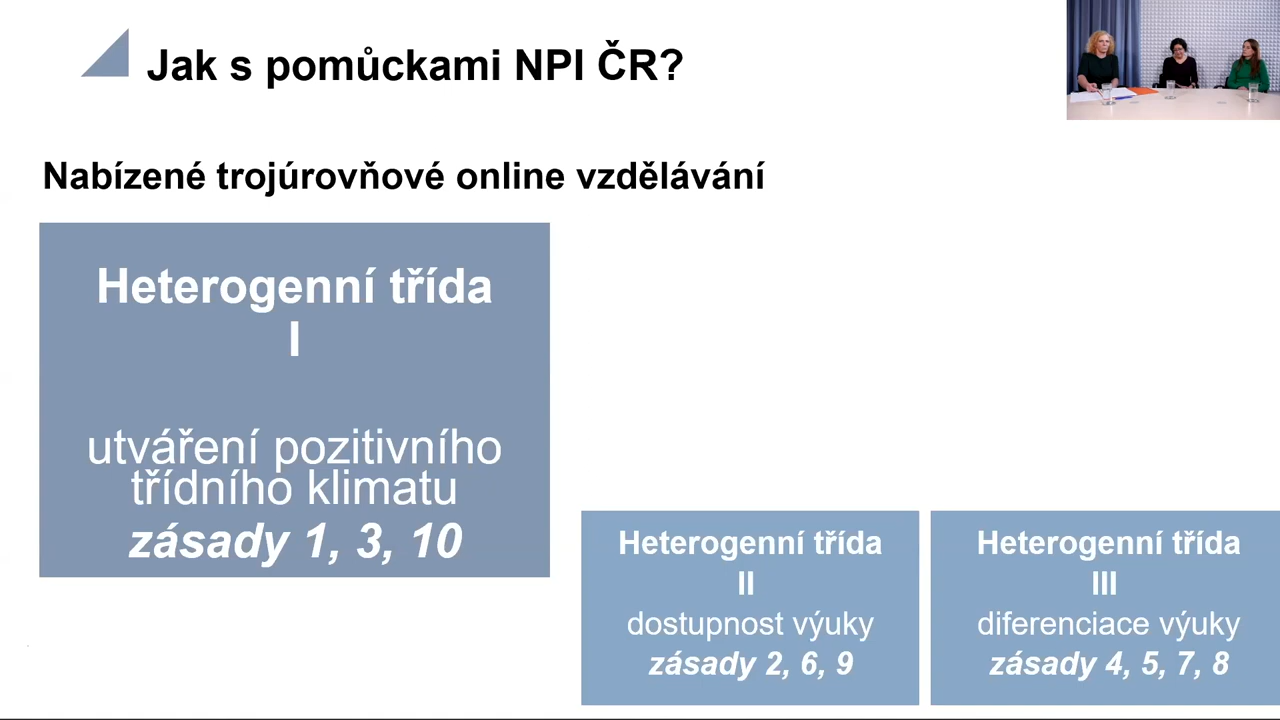 Jak s pomůckami NPI ČR?
Nabízené trojúrovňové online vzdělávání
Heterogenní třída
I
utváření pozitivního
třídního klimatu
zásady 1, 3, 10
Heterogenní třída
II
dostupnost výuky
zásady 2, 6, 9
Heterogenní třída
III
diferenciace výuky
zásady 4, 5, 7, 8